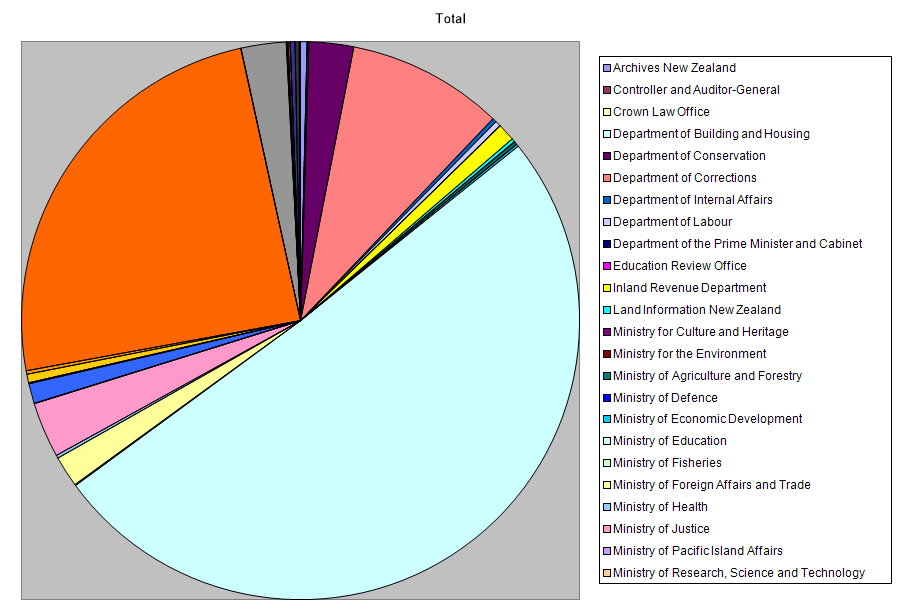 Total
Archives New Zealand
Controller and Auditor-General
Crown Law Office
Department of Building and Housing
Department of Conservation
Department of Corrections
Department of Internal Affairs
Department of Labour
Department of the Prime Minister and Cabinet
Education Review Office
Inland Revenue Department
Land Information New Zealand
Ministry for Culture and Heritage
Ministry for the Environment
Ministry of Agriculture and Forestry
Ministry of Defence
Ministry of Economic Development
Ministry of Education
Ministry of Fisheries
Ministry of Foreign Affairs and Trade
Ministry of Health
Ministry of Justice
Ministry of Pacific Island Affairs
Ministry of Research, Science and Technology